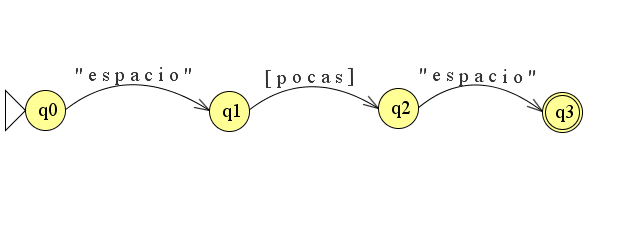 "espacio" [pocas] "espacio"
q0 q1 q2 q3